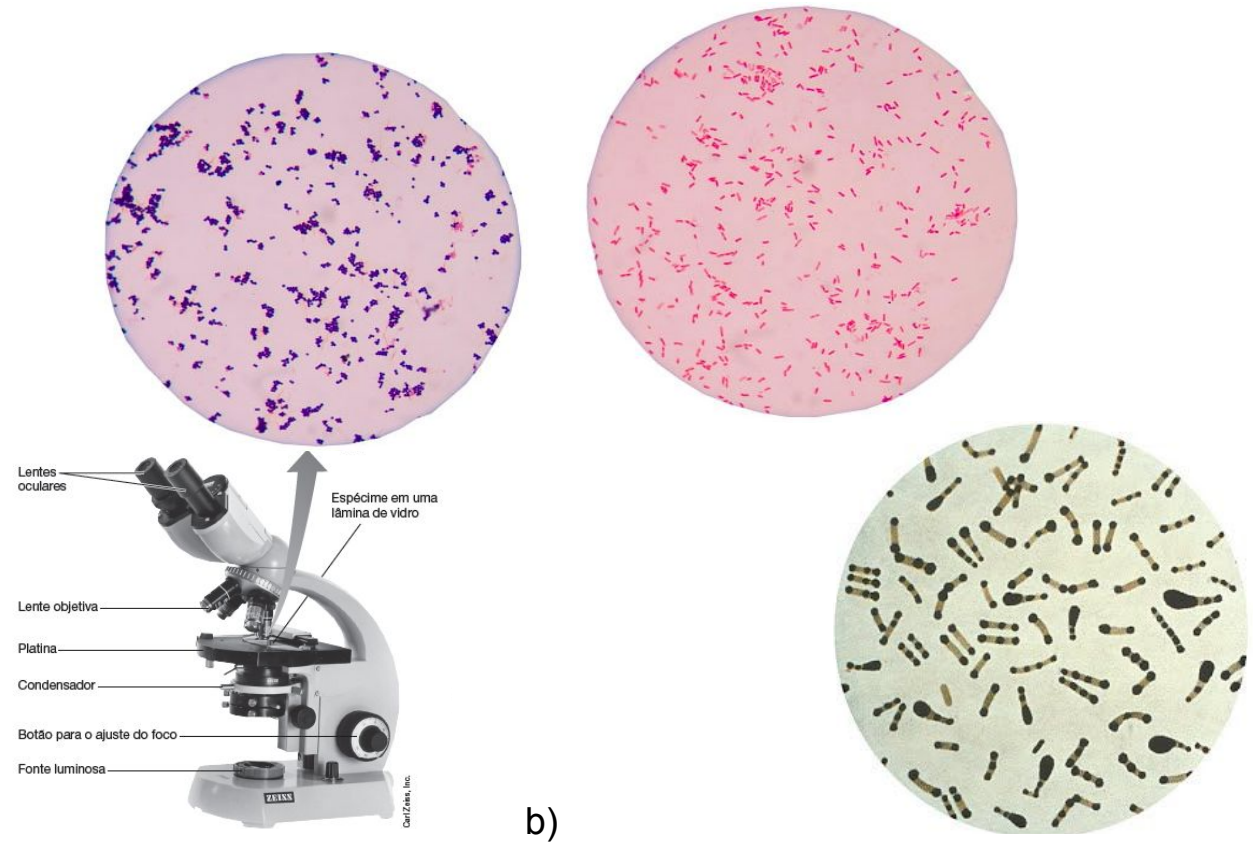 Lentes
oculares
Espécime em uma
lâmina de vidro
Lente objetiva
Platina
Condensador
Botão para o ajuste do foco
Fonte luminosa
ZEISS
Carl Zeiss, Inc.
b)